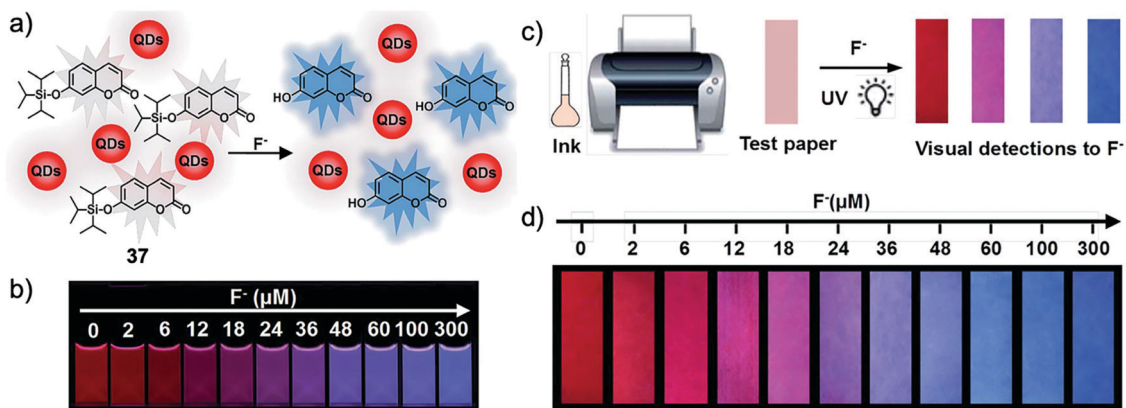 a)
QDs
Si-O
O
O
F⁻
HO
O
O
37
b)
F⁻ (µM)
0 2 6 12 18 24 36 48 60 100 300
c)
Ink
Test paper
F⁻
UV
Visual detections to F⁻
d)
F⁻(µM)
0 2 6 12 18 24 36 48 60 100 300
QDs
QDs
QDs
QDs
Si-O
O
O
Si-O
O
O
QDs
QDs
QDs
QDs
HO
O
O
HO
O
O